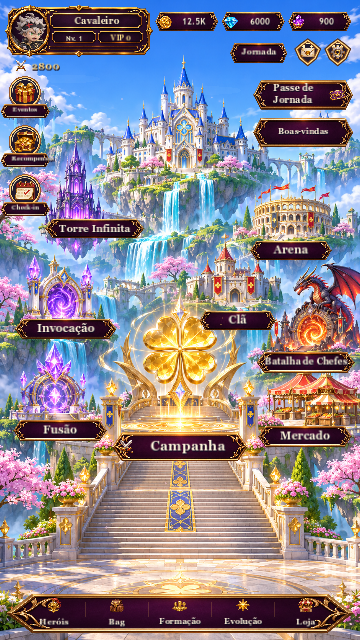 Cavaleiro
Nv. 1
VIP 0
12.5K
6000
900
2800
Jornada
Passe de
Jornada
Boas-vindas
Eventos
Recompens
Check-in
Torre Infinita
Arena
Invocação
Clã
Batalha de Chefes
Fusão
Campanha
Mercado
Heróis
Bag
Formação
Evolução
Loja